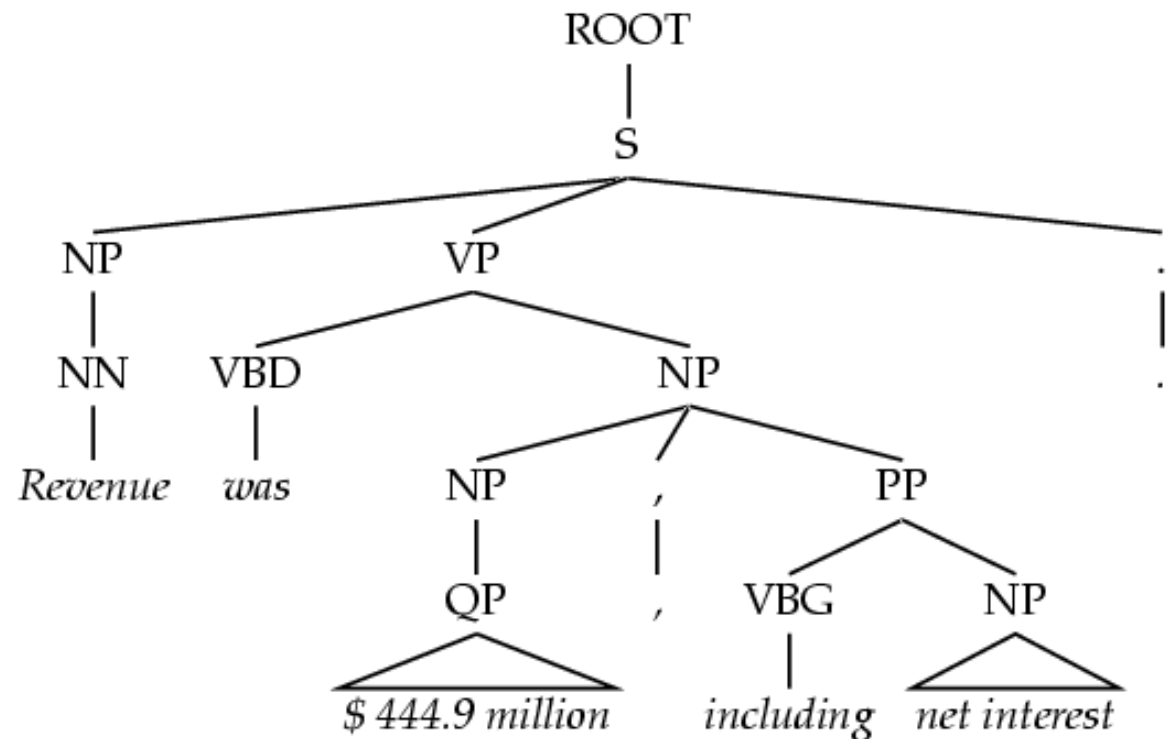 ROOT
S
NP VP .
NN VBD NP .
Revenue was NP , PP
QP , VBG NP
$ 444.9 million including net interest